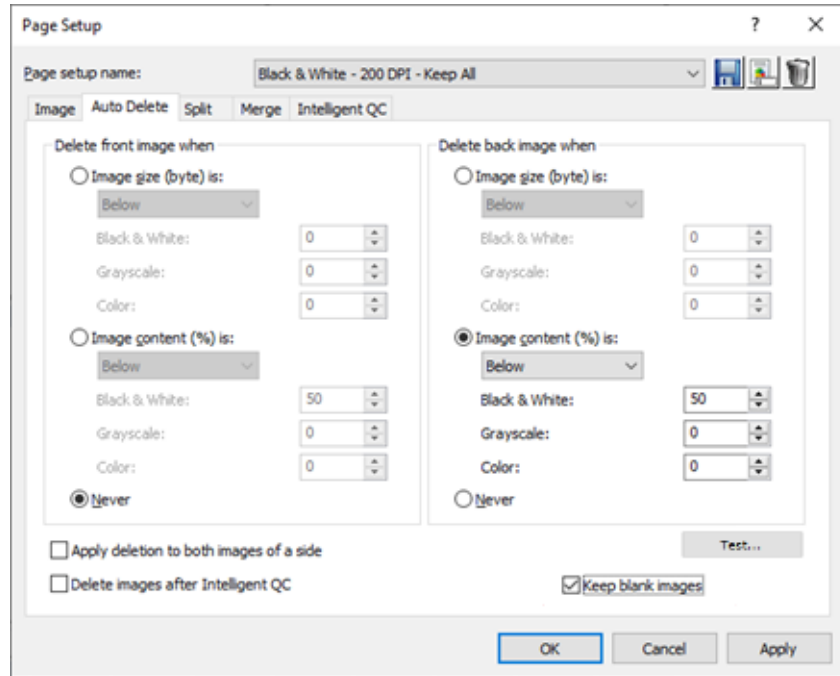 Page Setup
Page setup name: Black & White - 200 DPI - Keep All
Image Auto Delete Split Merge Intelligent QC
Delete front image when
Image size (byte) is:
Below
Black & White: 0
Grayscale: 0
Color: 0
Image content (%) is:
Below
Black & White: 50
Grayscale: 0
Color: 0
Never
Delete back image when
Image size (byte) is:
Below
Black & White: 0
Grayscale: 0
Color: 0
Image content (%) is:
Below
Black & White: 50
Grayscale: 0
Color: 0
Never
Apply deletion to both images of a side
Test...
Delete images after Intelligent QC
Keep blank images
OK Cancel Apply